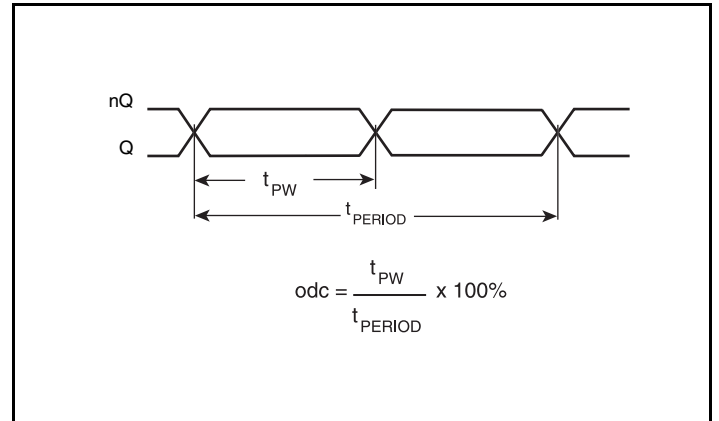 nQ
Q
tPW
tPERIOD
odc = tPW / tPERIOD x 100%